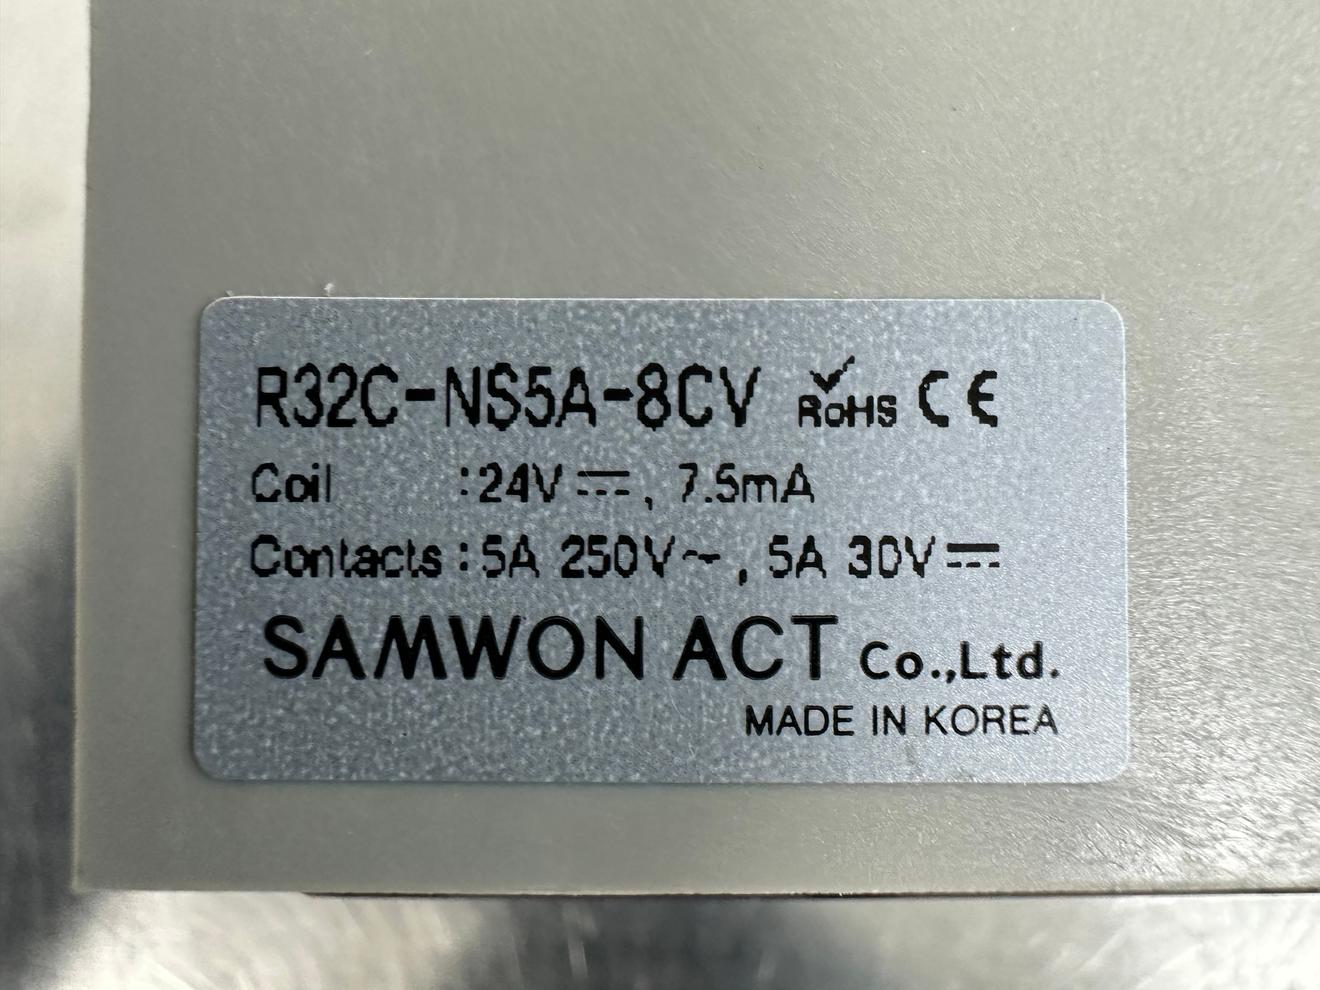 R32C-NS5A-8CV RoHS CE
Coil :24V⎓, 7.5mA
Contacts :5A 250V~, 5A 30V⎓
SAMWON ACT Co.,Ltd.
MADE IN KOREA